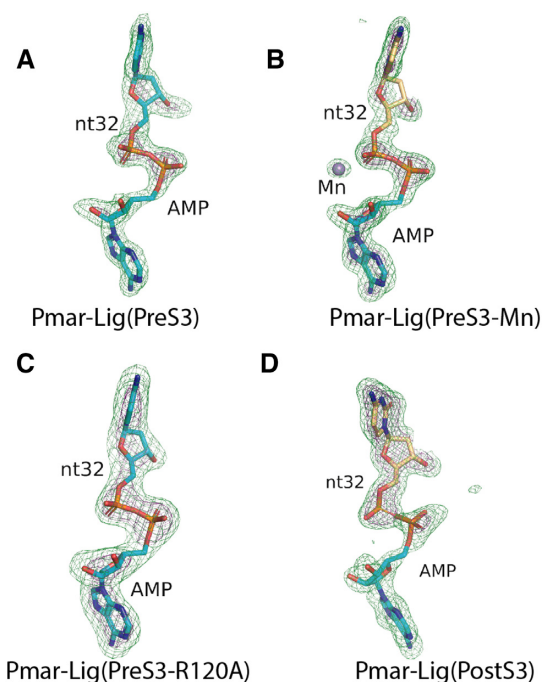 A
nt32
AMP
Pmar-Lig(PreS3)
B
nt32
Mn
AMP
Pmar-Lig(PreS3-Mn)
C
nt32
AMP
Pmar-Lig(PreS3-R120A)
D
nt32
AMP
Pmar-Lig(PostS3)